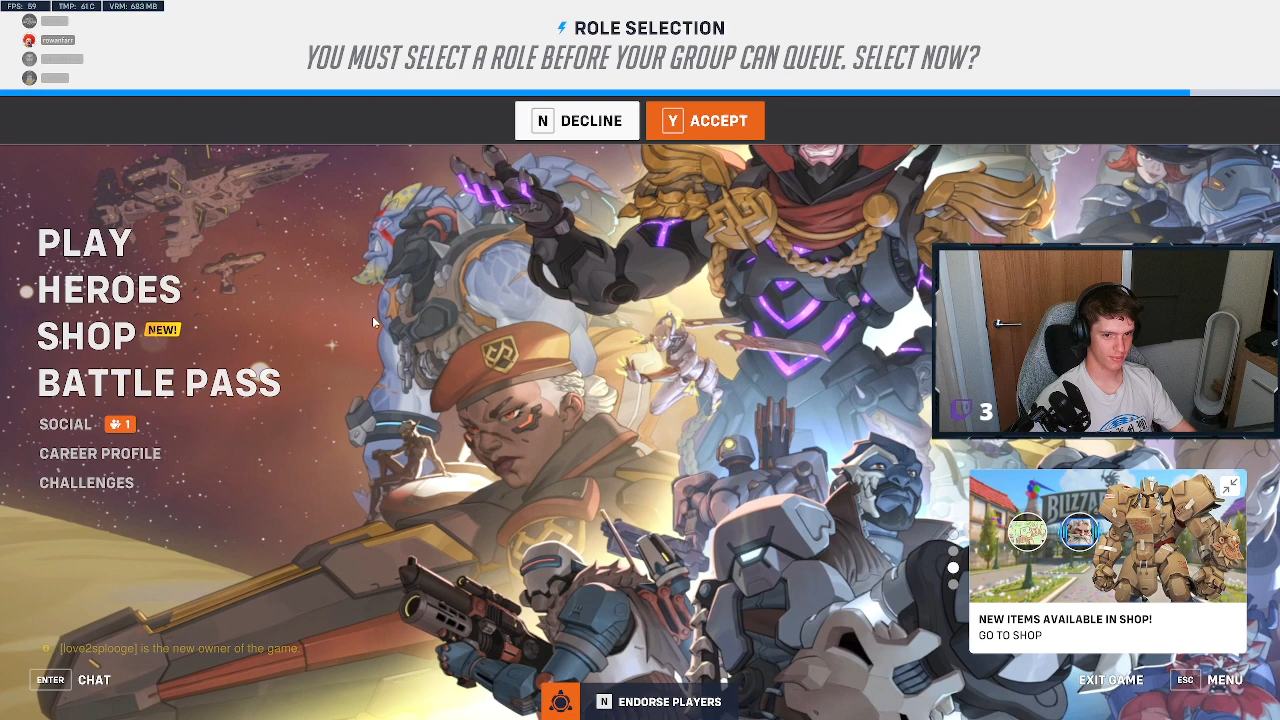 FPS: 59 TMP: 61C VRM: 683 MB
rowanfarr
ROLE SELECTION
YOU MUST SELECT A ROLE BEFORE YOUR GROUP CAN QUEUE. SELECT NOW?
N DECLINE Y ACCEPT
PLAY
HEROES
SHOP NEW!
BATTLE PASS
SOCIAL 1
CAREER PROFILE
CHALLENGES
3
NEW ITEMS AVAILABLE IN SHOP!
GO TO SHOP
[love2splooge] is the new owner of the game.
ENTER CHAT
N ENDORSE PLAYERS
EXIT GAME ESC MENU